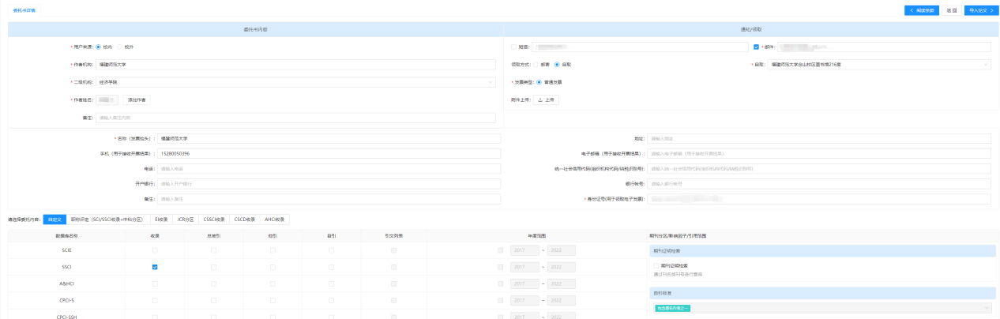 委托书详情
< 阅读条款 返 回 导入论文 >
委托书内容 通知/领取
* 用户来源: 校内 校外
短信: * 邮件:
* 作者机构: 福建师范大学
领取方式: 邮寄 自取 * 自取: 福建师范大学仓山校区图书馆216室
* 二级机构: 经济学院
* 发票类型: 普通发票
* 作者姓名: 添加作者
附件上传: 上传
备注: 请输入备注内容
* 名称（发票抬头）: 福建师范大学
地址: 请输入地址
手机（用于接收开票结果）: 15280050396
电子邮箱（用于接收开票结果）: 请输入电子邮箱（用于接收开票结果）
电话: 请输入电话
统一社会信用代码(组织机构代码/纳税识别号): 请输入统一社会信用代码(组织机构代码/纳税识别号)
开户银行: 请输入开户银行
银行帐号: 请输入银行账号
备注: 请输入备注
* 身份证号(用于领取电子发票):
请选择委托内容: 自定义 职称评定（SCI/SSCI收录+中科分区） EI收录 JCR分区 CSSCI收录 CSCD收录 AHCI收录
数据库名称 收录 总被引 他引 自引 引文列表 年度范围 期刊分区/影响因子/引用范围
SCIE 2017 ~ 2022
期刊证明检索
SSCI 2017 ~ 2022
期刊证明检索
通过刊名或刊号进行查询
A&HCI 2017 ~ 2022
自引标准
CPCI-S 2017 ~ 2022
包含落实作者之一
CPCI-SSH 2017 ~ 2022